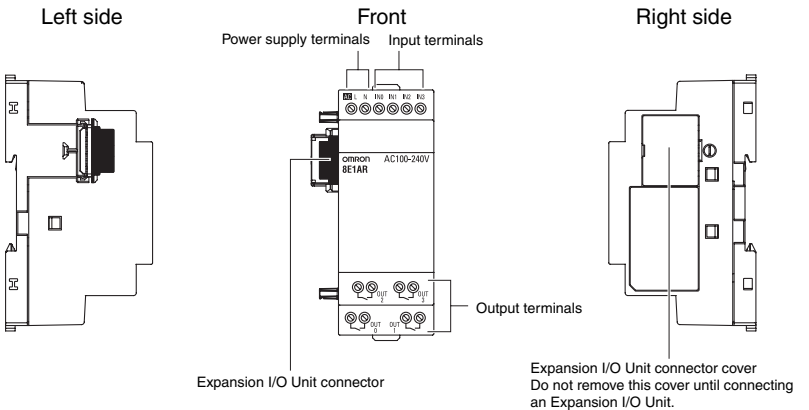 Left side
Front
Right side
Power supply terminals
Input terminals
AC L N IN0 IN1 IN2 IN3
OMRON AC100-240V
8E1AR
OUT 2
OUT 3
Output terminals
OUT 0
OUT 1
Expansion I/O Unit connector
Expansion I/O Unit connector cover
Do not remove this cover until connecting
an Expansion I/O Unit.